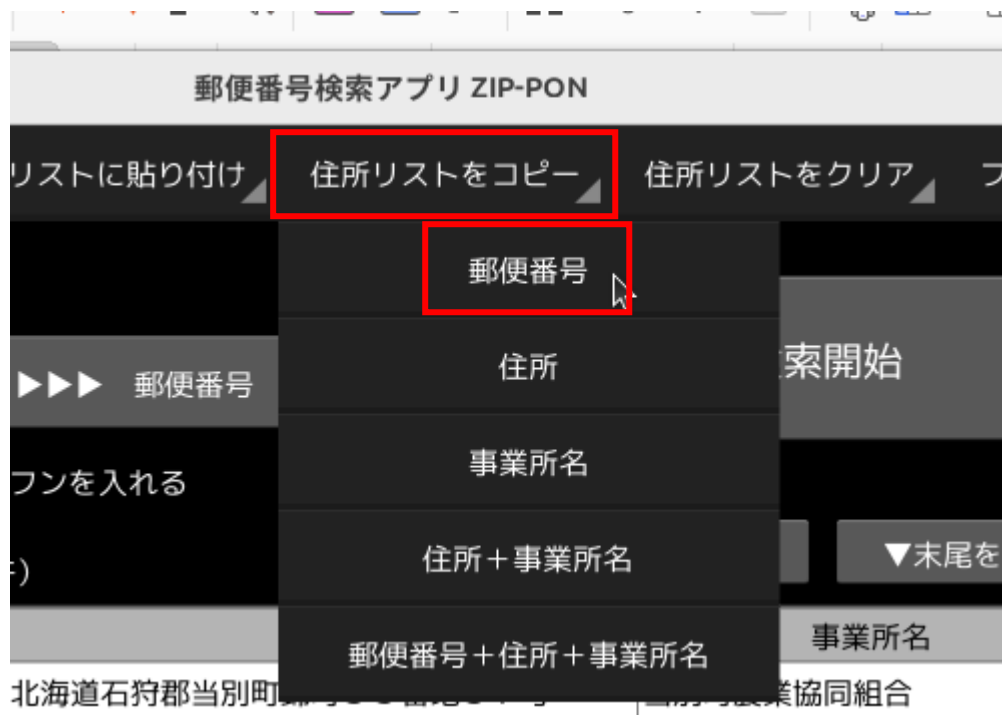 郵便番号検索アプリ ZIP-PON
リストに貼り付け 住所リストをコピー 住所リストをクリア
郵便番号
住所
索開始
▶▶▶ 郵便番号
事業所名
フンを入れる
住所+事業所名
▼末尾を
郵便番号+住所+事業所名
事業所名
北海道石狩郡当別町
農業協同組合